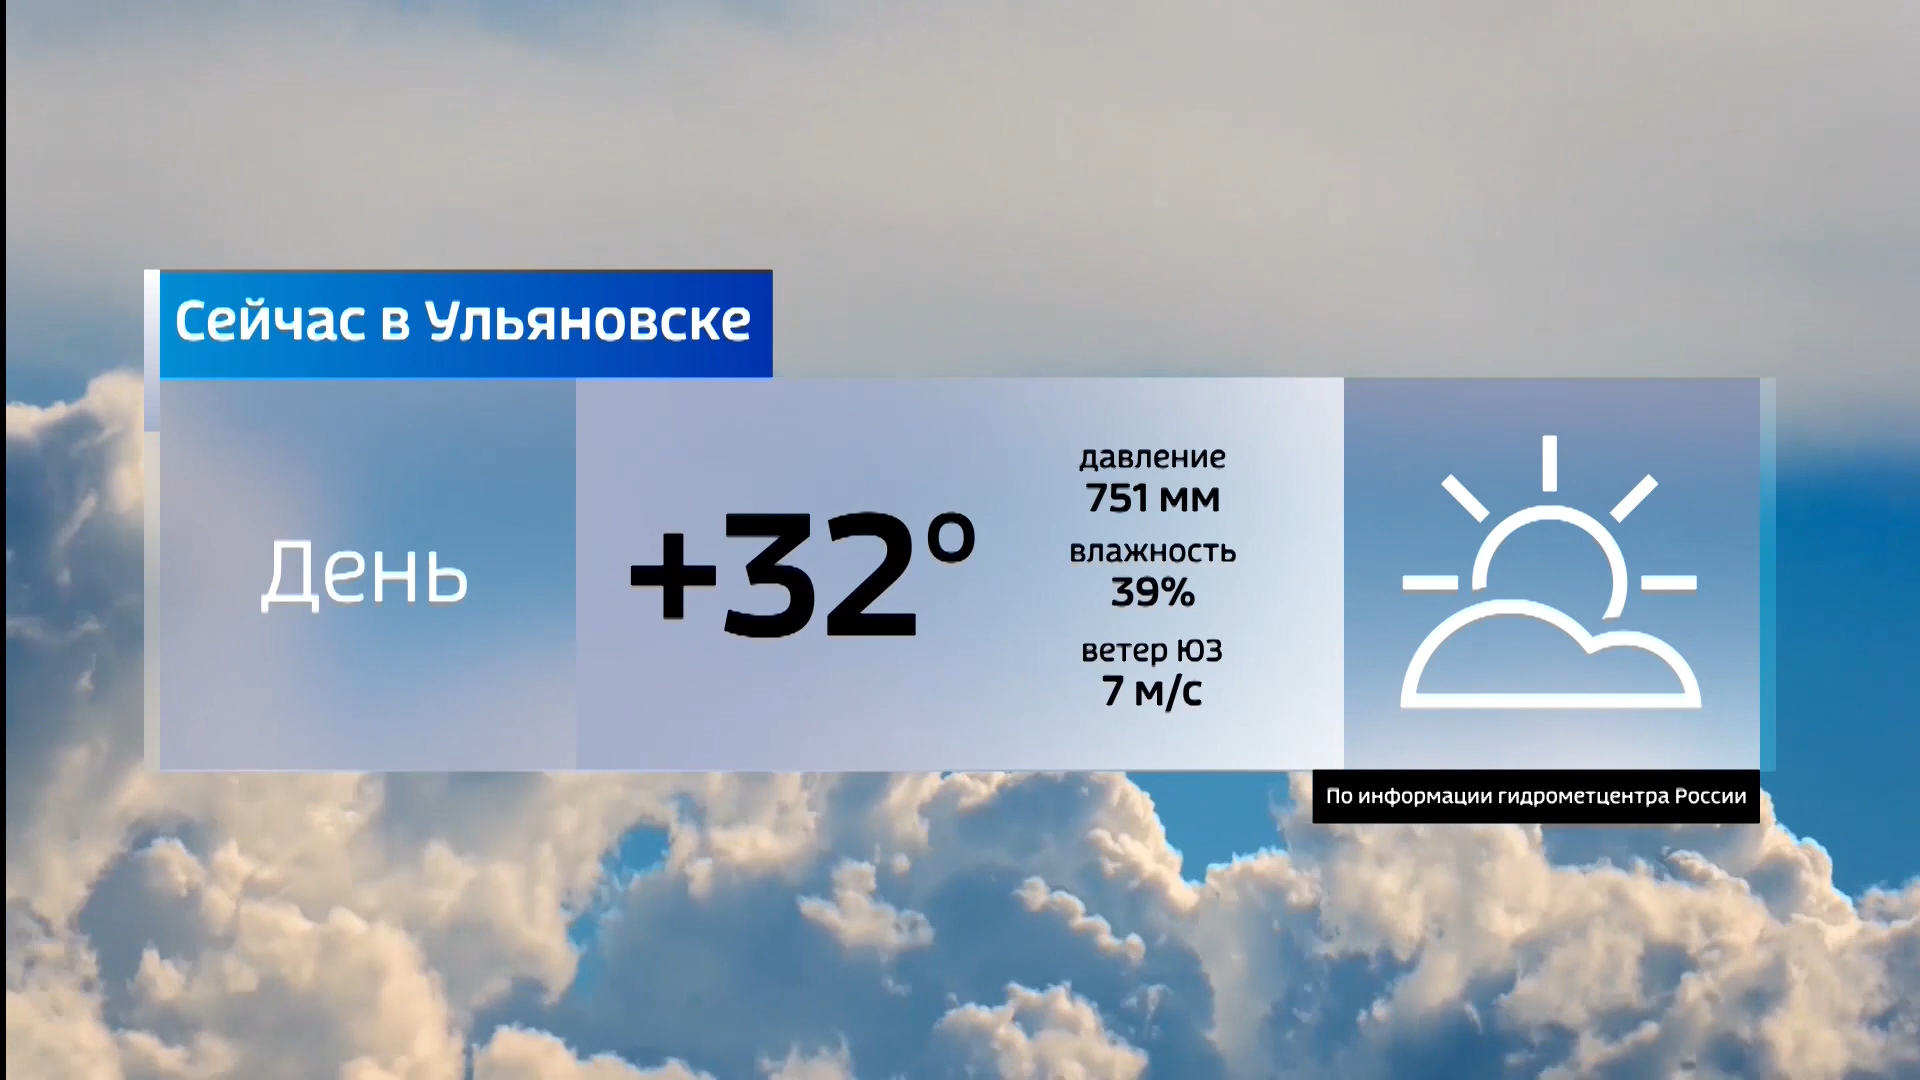 Сейчас в Ульяновске
День
+32°
давление
751 мм
влажность
39%
ветер ЮЗ
7 м/с
По информации гидрометцентра России